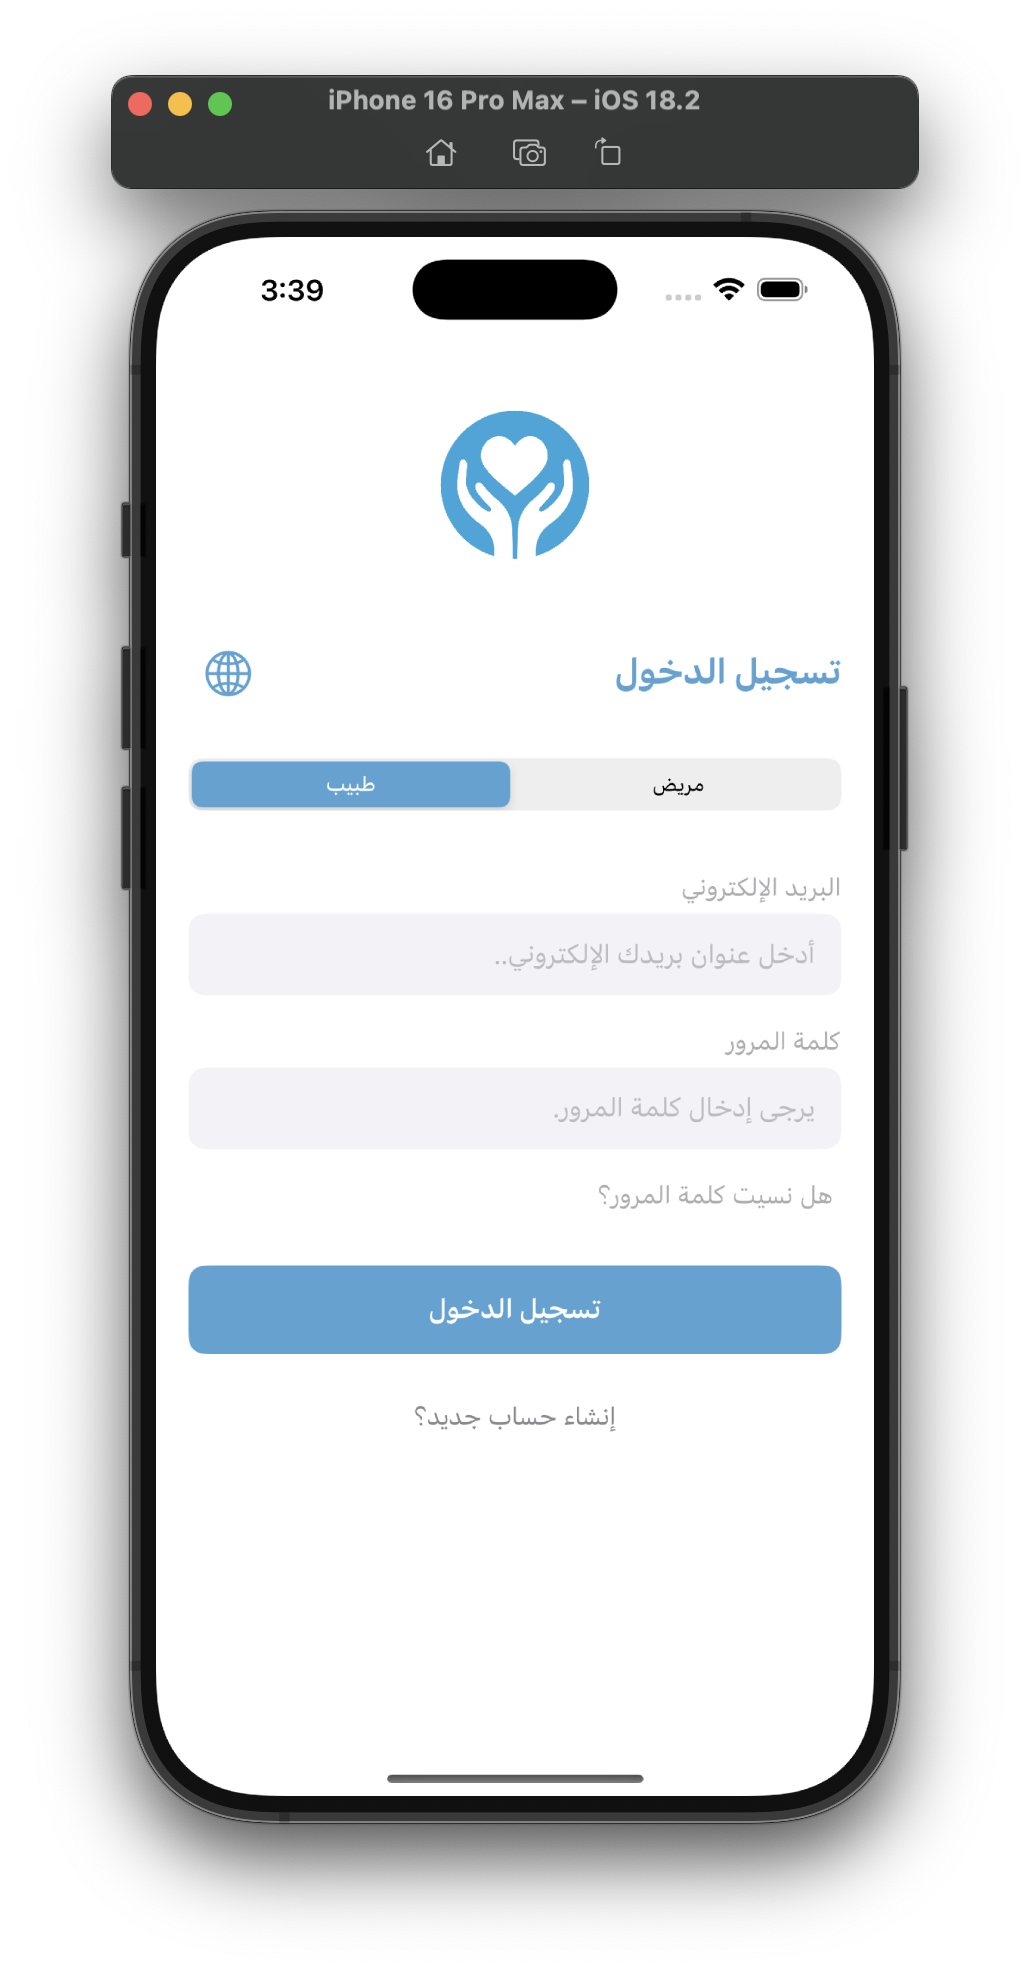 iPhone 16 Pro Max – iOS 18.2
3:39
تسجيل الدخول
مريض
طبيب
البريد الإلكتروني
أدخل عنوان بريدك الإلكتروني..
كلمة المرور
يرجى إدخال كلمة المرور.
هل نسيت كلمة المرور؟
تسجيل الدخول
إنشاء حساب جديد؟